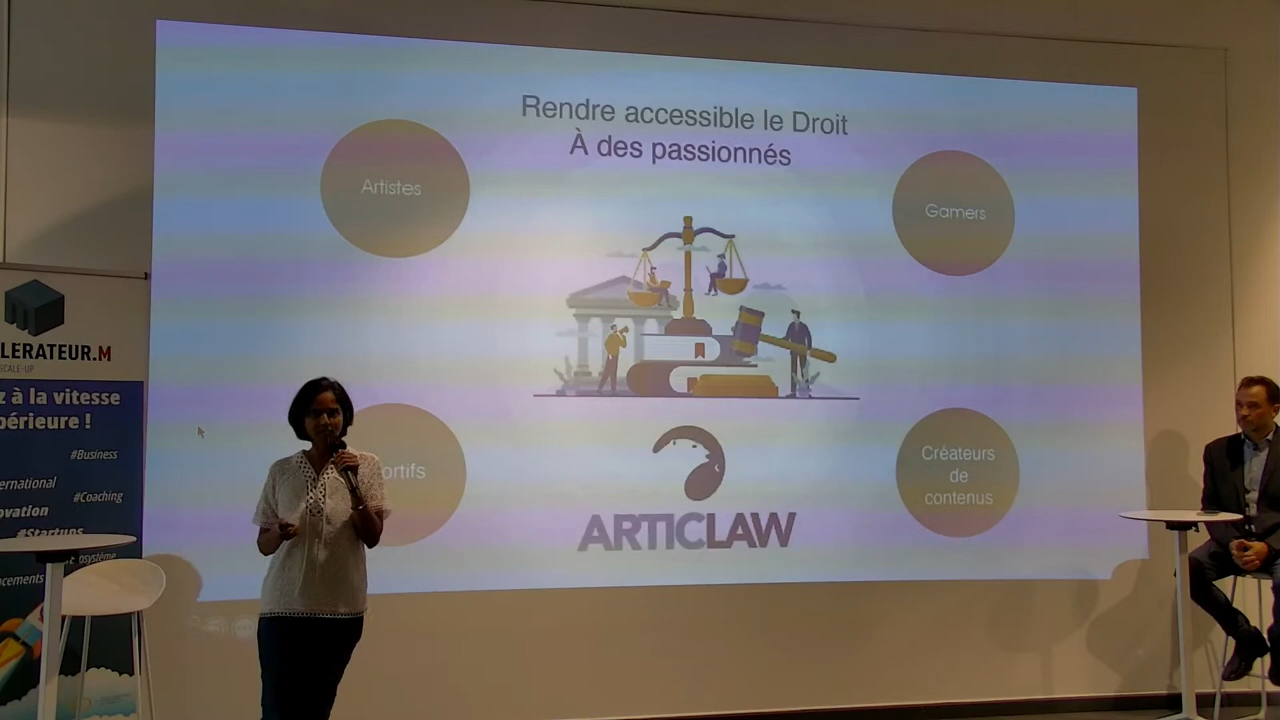 Rendre accessible le Droit
À des passionnés
Artistes
Gamers
ortifs
Créateurs
de
contenus
ARTICLAW
LERATEUR.M
SCALE-UP
z à la vitesse
périeure !
#Business
ernational
#Coaching
ovation
#Startups
osystème
ncements